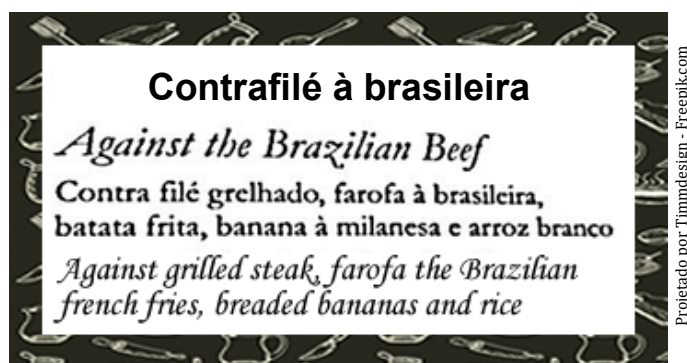 Contrafilé à brasileira
Against the Brazilian Beef
Contra filé grelhado, farofa à brasileira,
batata frita, banana à milanesa e arroz branco
Against grilled steak, farofa the Brazilian
french fries, breaded bananas and rice
Projetado por Timmdesign - Freepik.com